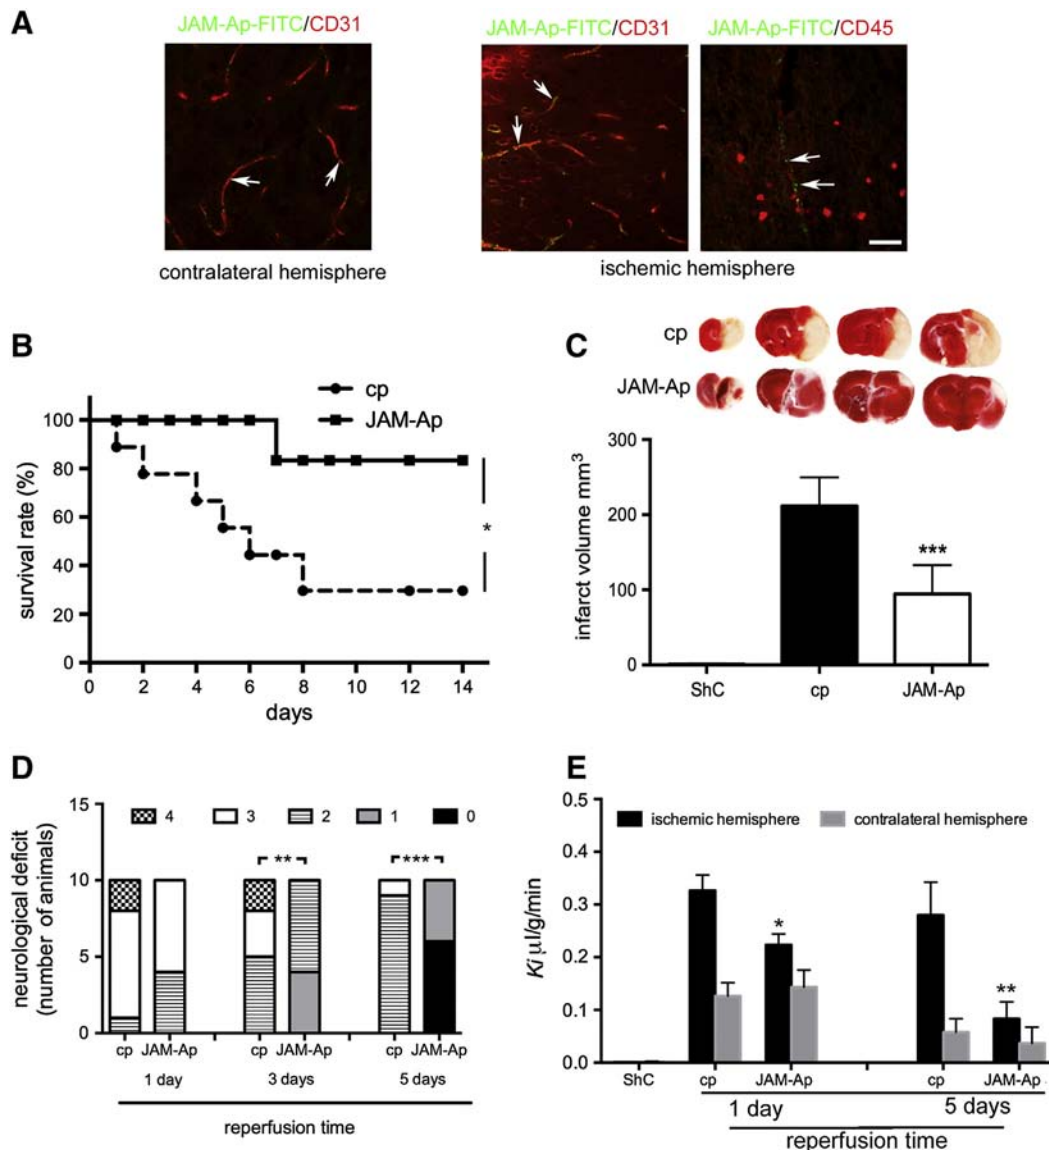 A
JAM-Ap-FITC/CD31
JAM-Ap-FITC/CD31
JAM-Ap-FITC/CD45
contralateral hemisphere
ischemic hemisphere
B
cp
JAM-Ap
100
80
60
40
20
0
survival rate (%)
*
0 2 4 6 8 10 12 14
days
C
cp
JAM-Ap
300
200
100
0
infarct volume mm³
***
ShC cp JAM-Ap
D
4 3 2 1 0
15
10
5
0
neurological deficit
(number of animals)
** ***
cp JAM-Ap cp JAM-Ap cp JAM-Ap
1 day 3 days 5 days
reperfusion time
E
ischemic hemisphere contralateral hemisphere
0.5
0.4
0.3
0.2
0.1
0.0
Ki µl/g/min
*
**
ShC cp JAM-Ap cp JAM-Ap
1 day 5 days
reperfusion time